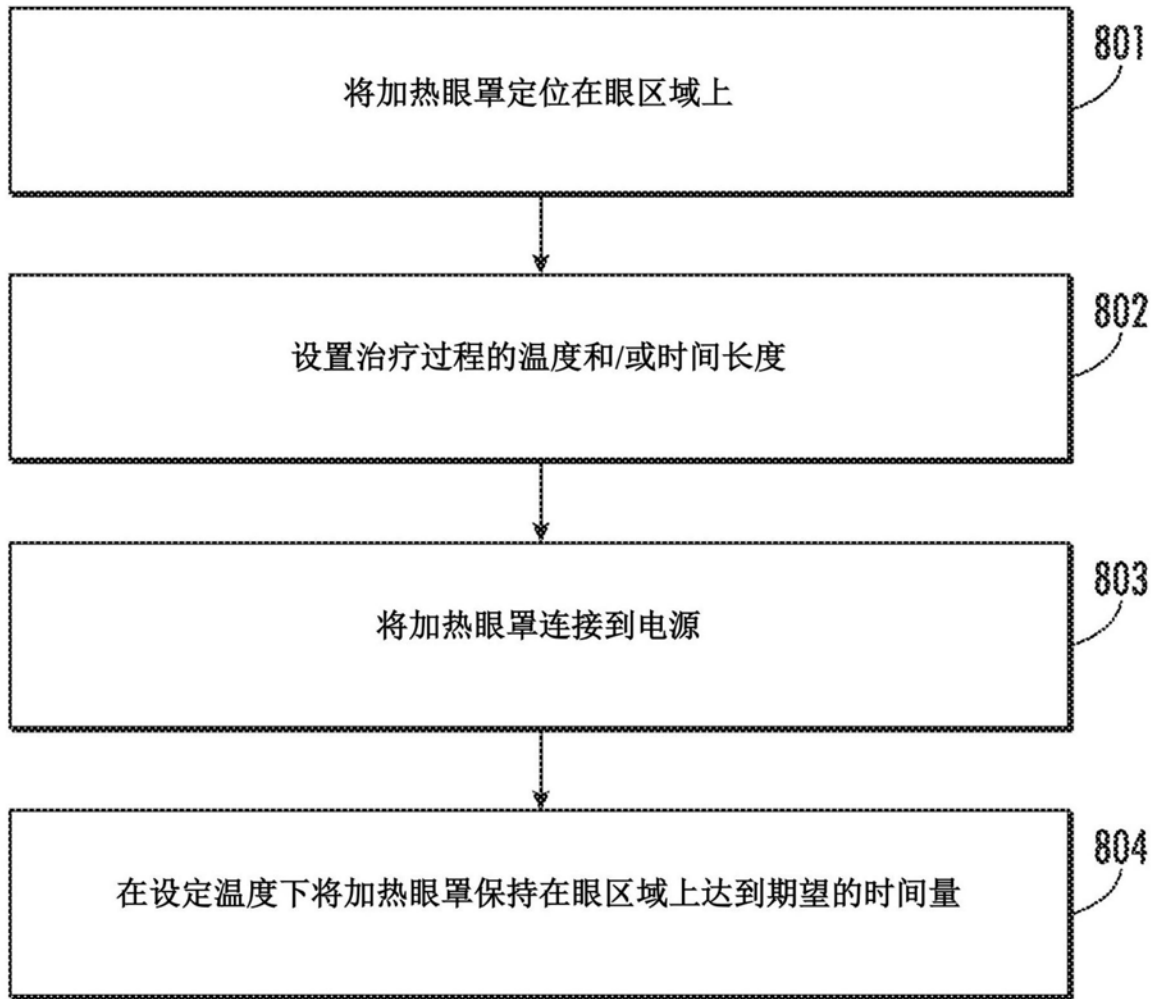 将加热眼罩定位在眼区域上
801
设置治疗过程的温度和/或时间长度
802
将加热眼罩连接到电源
803
在设定温度下将加热眼罩保持在眼区域上达到期望的时间量
804